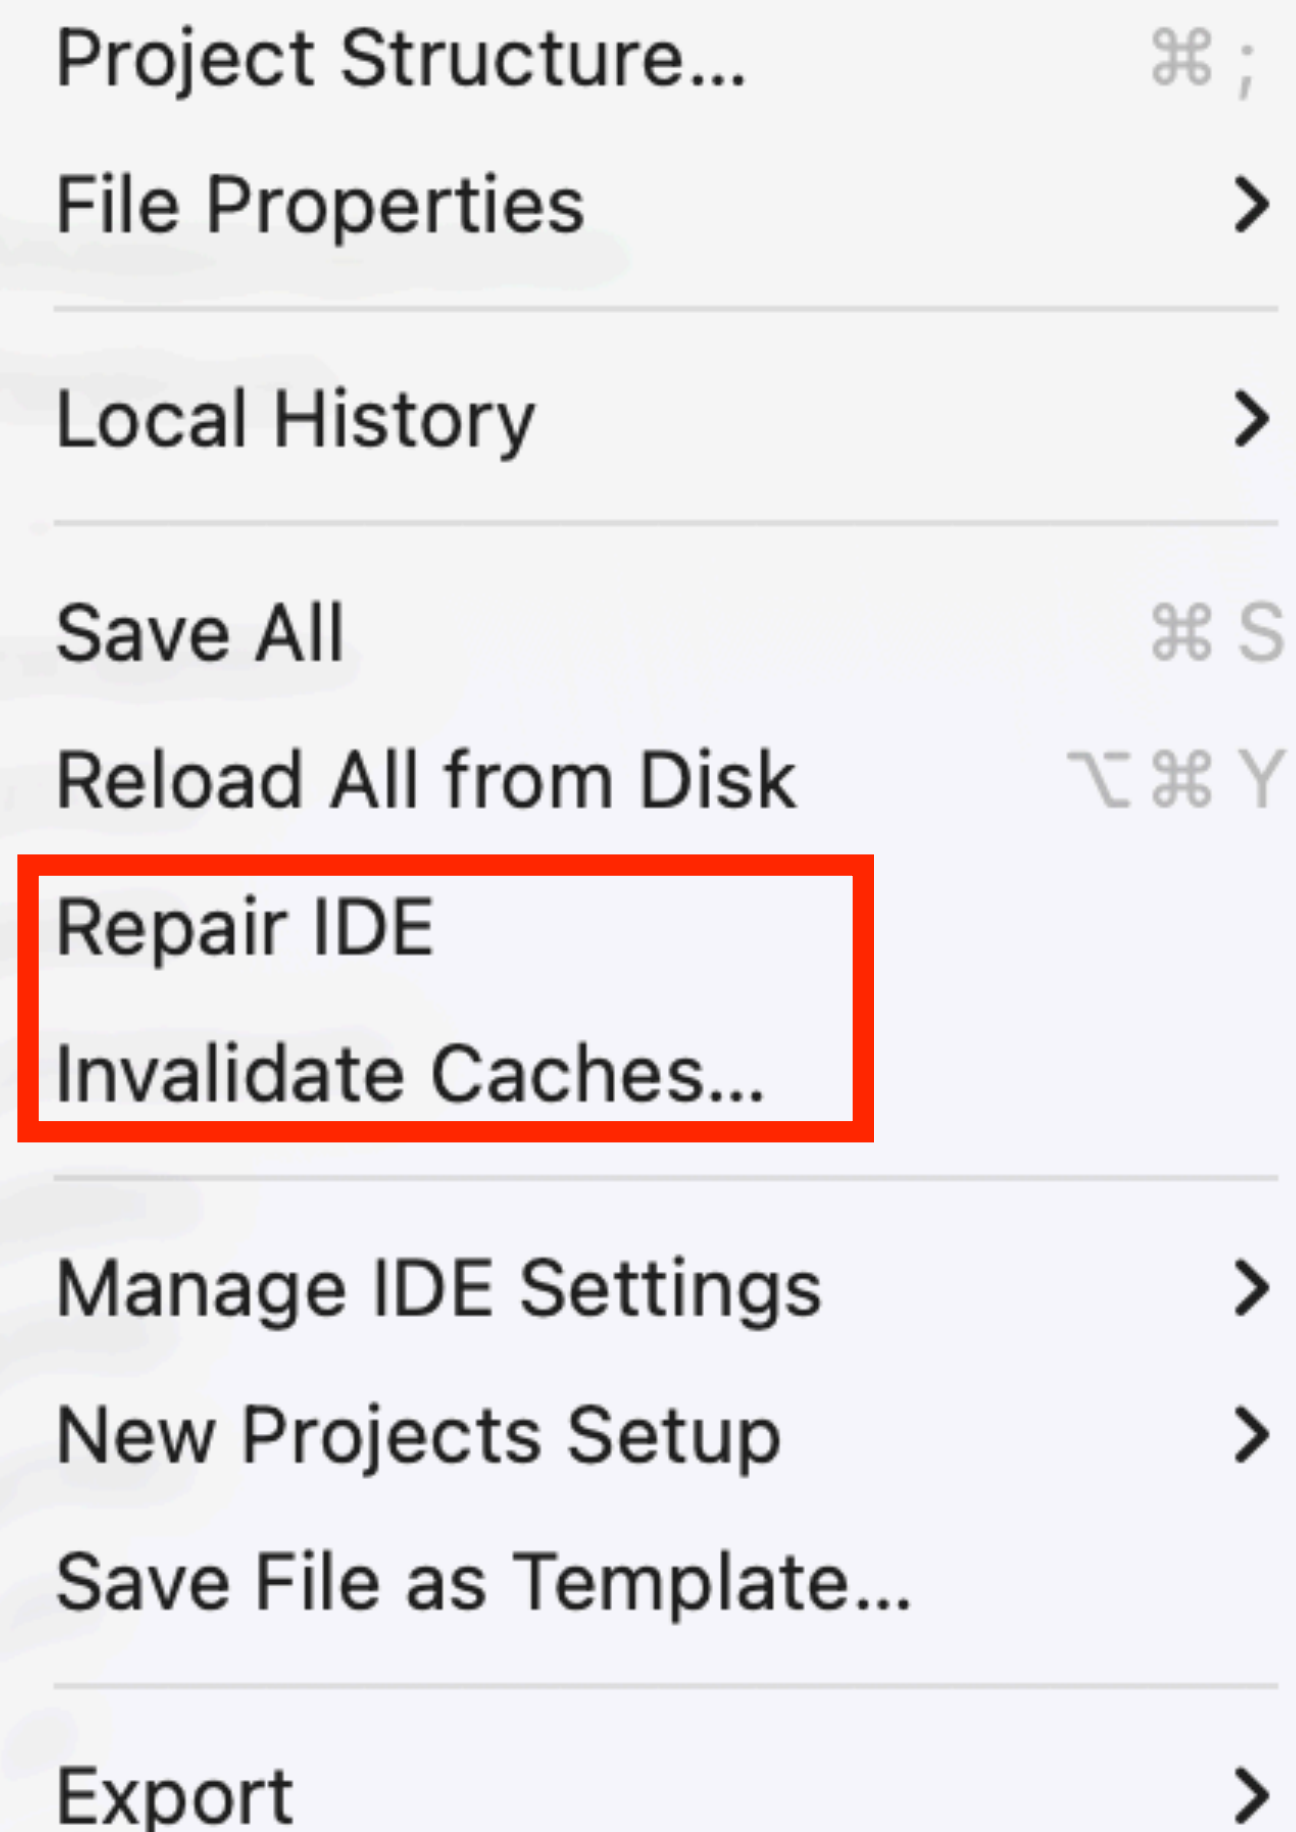 Project Structure... ⌘ ;
File Properties
Local History
Save All ⌘ S
Reload All from Disk ⌥ ⌘ Y
Repair IDE
Invalidate Caches...
Manage IDE Settings
New Projects Setup
Save File as Template...
Export